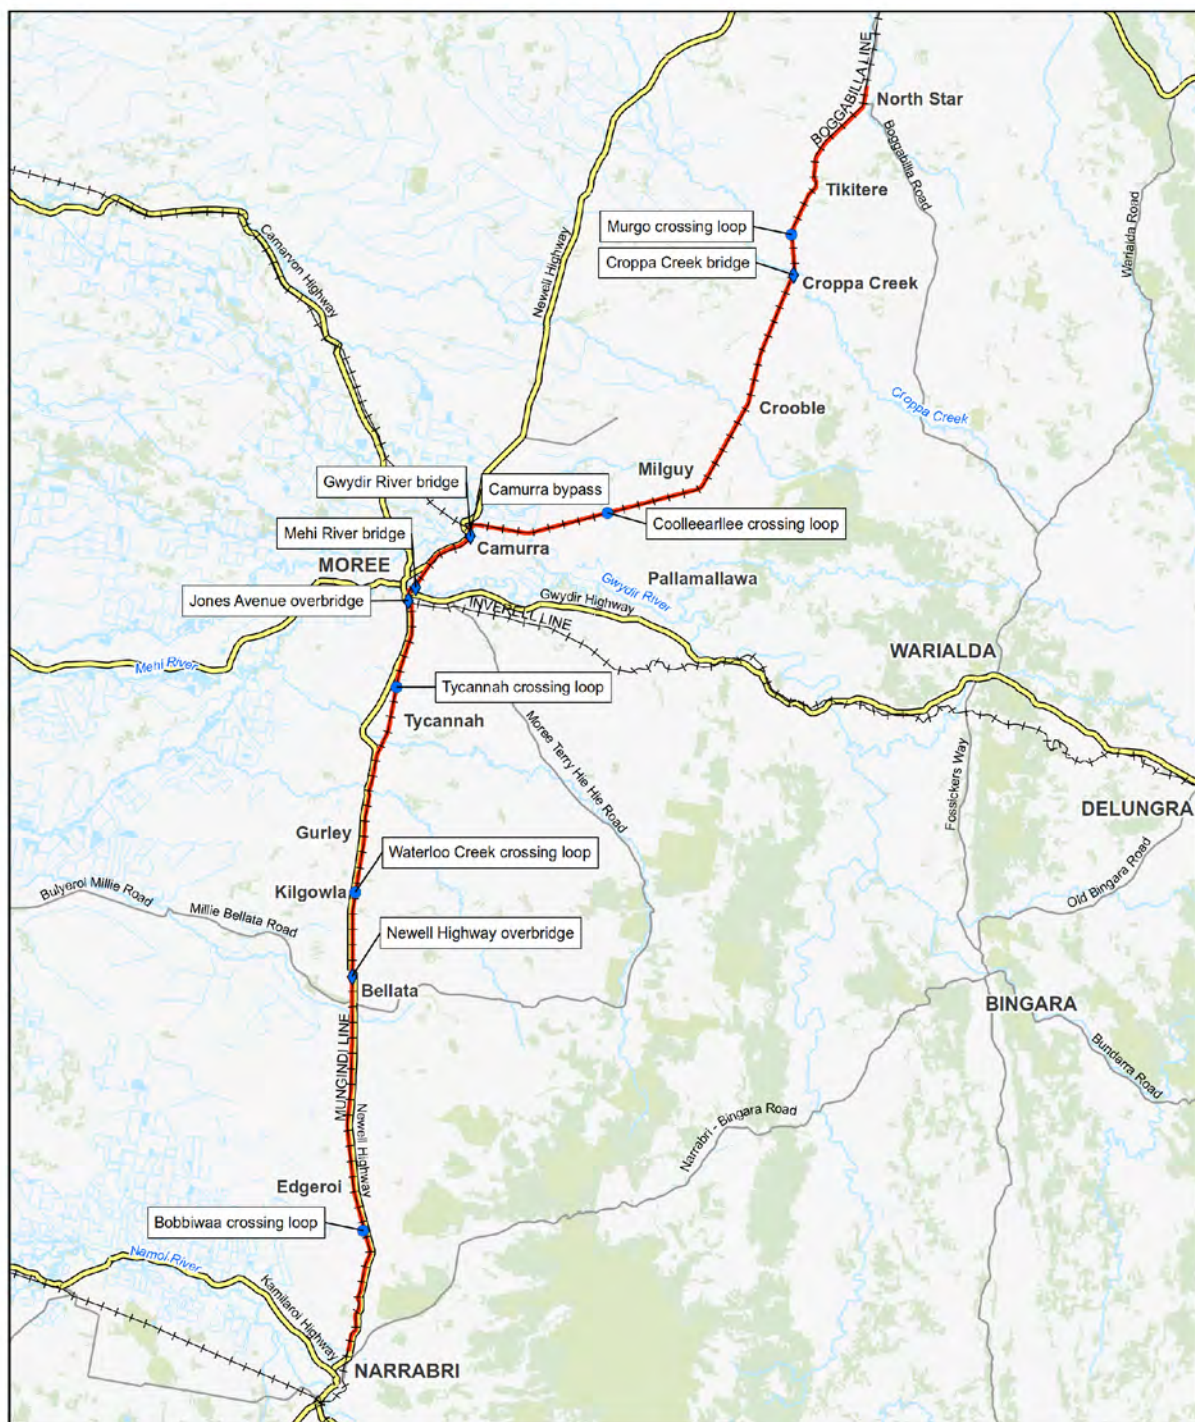 BOGGABILLA LINE
North Star
Boggabilla Road
Tikitere
Warialda Road
Murgo crossing loop
Croppa Creek bridge
Croppa Creek
Carnarvon Highway
Newell Highway
Croppa Creek
Crooble
Milguy
Gwydir River bridge
Camurra bypass
Coolleearllee crossing loop
Mehi River bridge
Camurra
MOREE
Pallamallawa
Gwydir River
Jones Avenue overbridge
Gwydir Highway
INVERELL LINE
WARIALDA
Mehi River
Tycannah crossing loop
Tycannah
Moree Terry Hie Hie Road
Fossickers Way
DELUNGRA
Gurley
Waterloo Creek crossing loop
Kilgowla
Bulyeroi Millie Road
Millie Bellata Road
Old Bingara Road
Newell Highway overbridge
Bellata
BINGARA
MUNGINDI LINE
Bundarra Road
Newell Highway
Narrabri - Bingara Road
Edgeroi
Bobbiwaa crossing loop
Namoi River
Kamilaroi Highway
NARRABRI